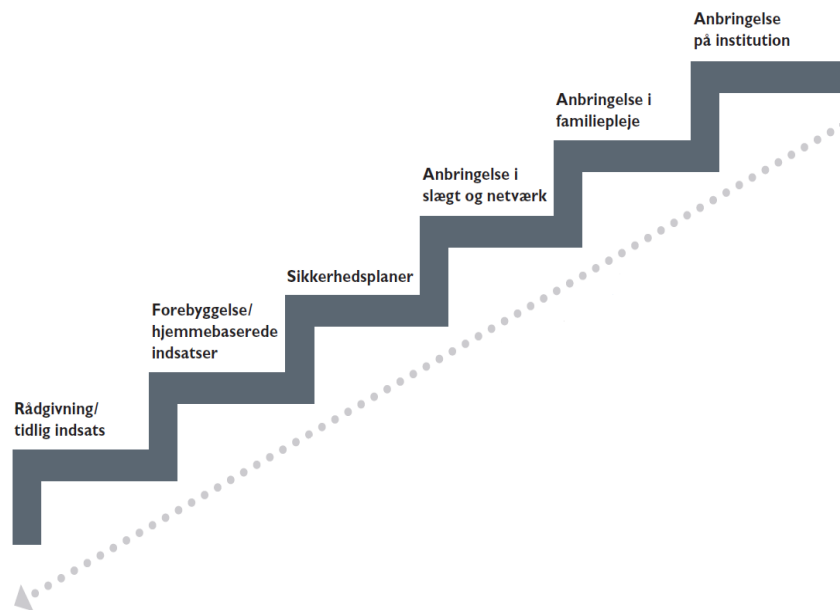 Anbringelse
på institution
Anbringelse i
familiepleje
Anbringelse i
slægt og netværk
Sikkerhedsplaner
Forebyggelse/
hjemmebaserede
indsatser
Rådgivning/
tidlig indsats